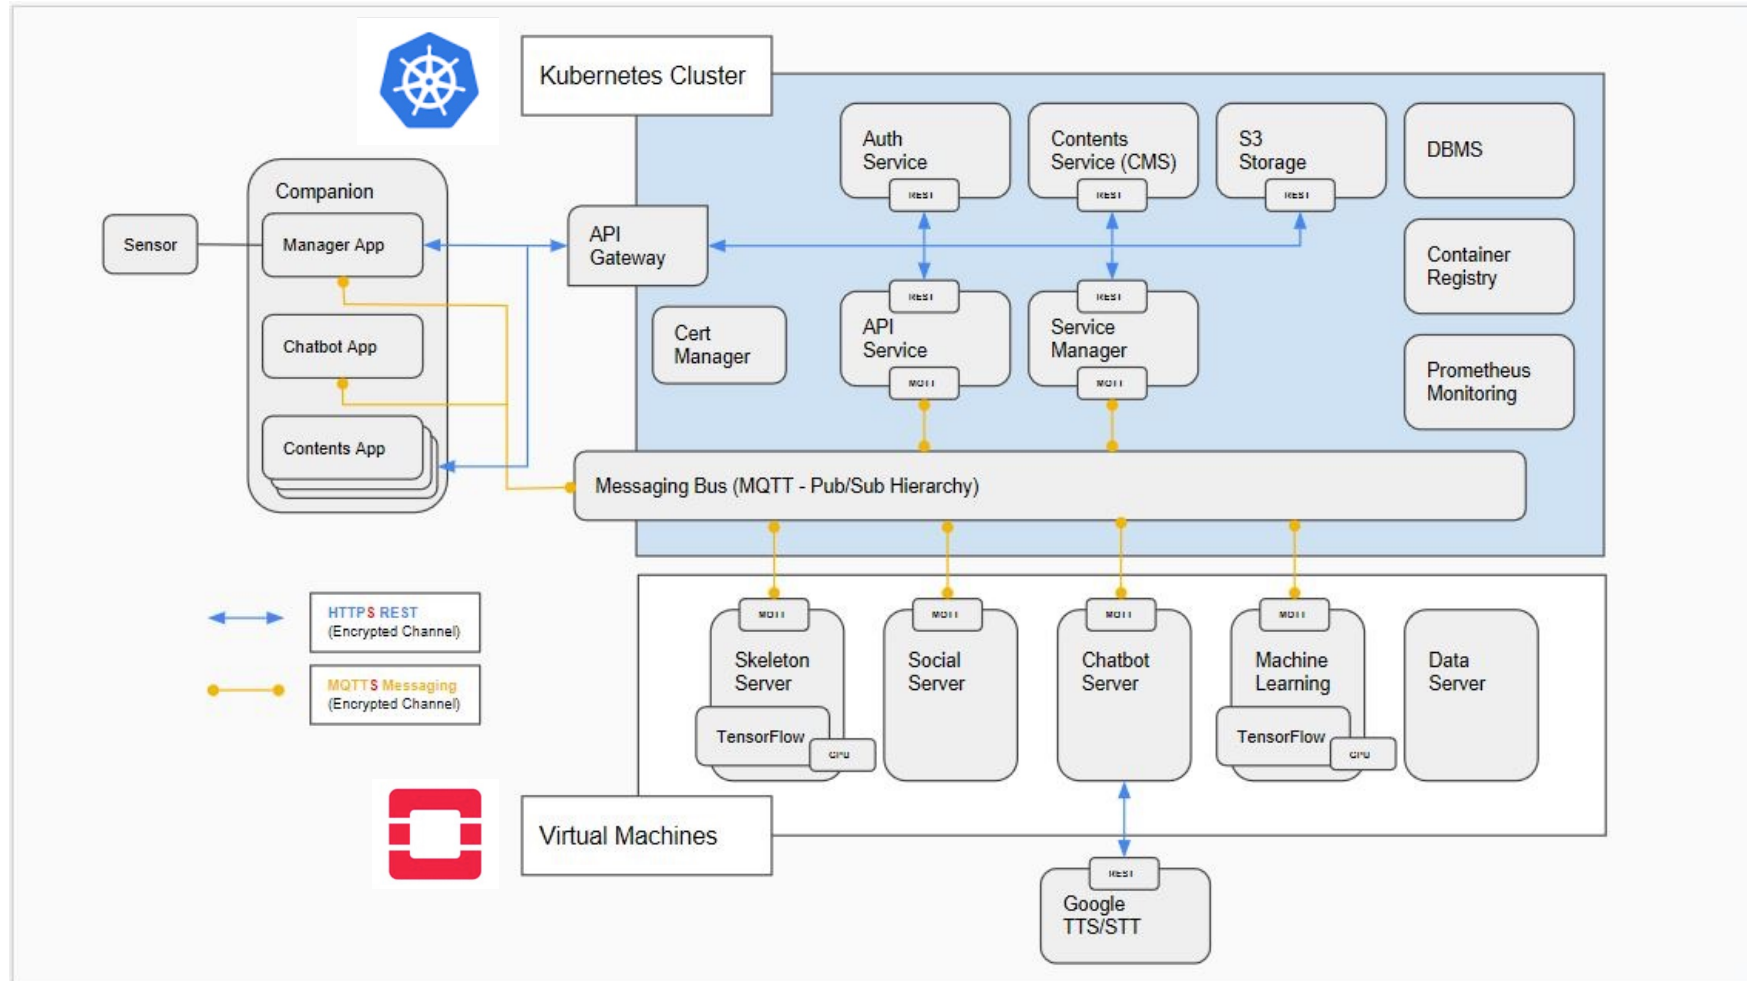 Kubernetes Cluster
Auth
Service
REST
Contents
Service (CMS)
REST
S3
Storage
REST
DBMS
Companion
Sensor
Manager App
API
Gateway
Container
Registry
REST
API
Service
MQTT
REST
Service
Manager
MQTT
Cert
Manager
Chatbot App
Prometheus
Monitoring
Contents App
Messaging Bus (MQTT - Pub/Sub Hierarchy)
HTTPS REST
(Encrypted Channel)
MQTTS Messaging
(Encrypted Channel)
MQTT
Skeleton
Server
TensorFlow
GPU
MQTT
Social
Server
MQTT
Chatbot
Server
MQTT
Machine
Learning
TensorFlow
GPU
Data
Server
Virtual Machines
REST
Google
TTS/STT